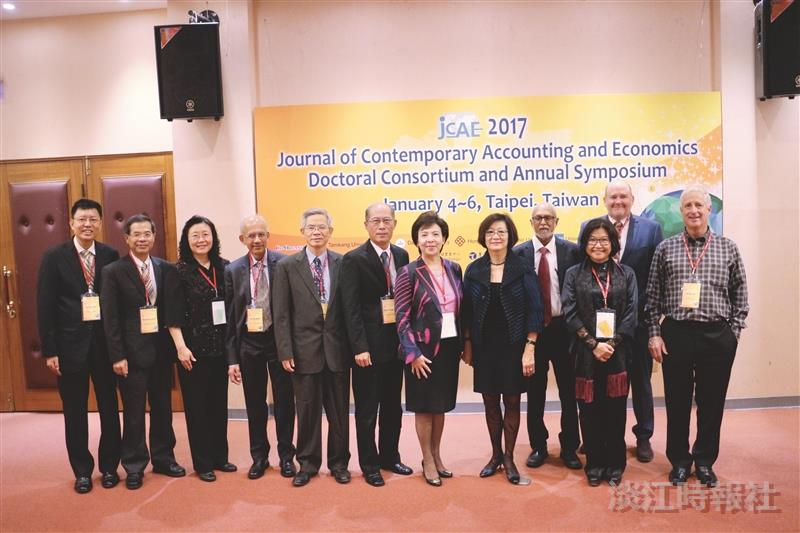 jCAE 2017
Journal of Contemporary Accounting and Economics
Doctoral Consortium and Annual Symposium
January 4~6, Taipei, Taiwan
Tamkang
淡江時報社